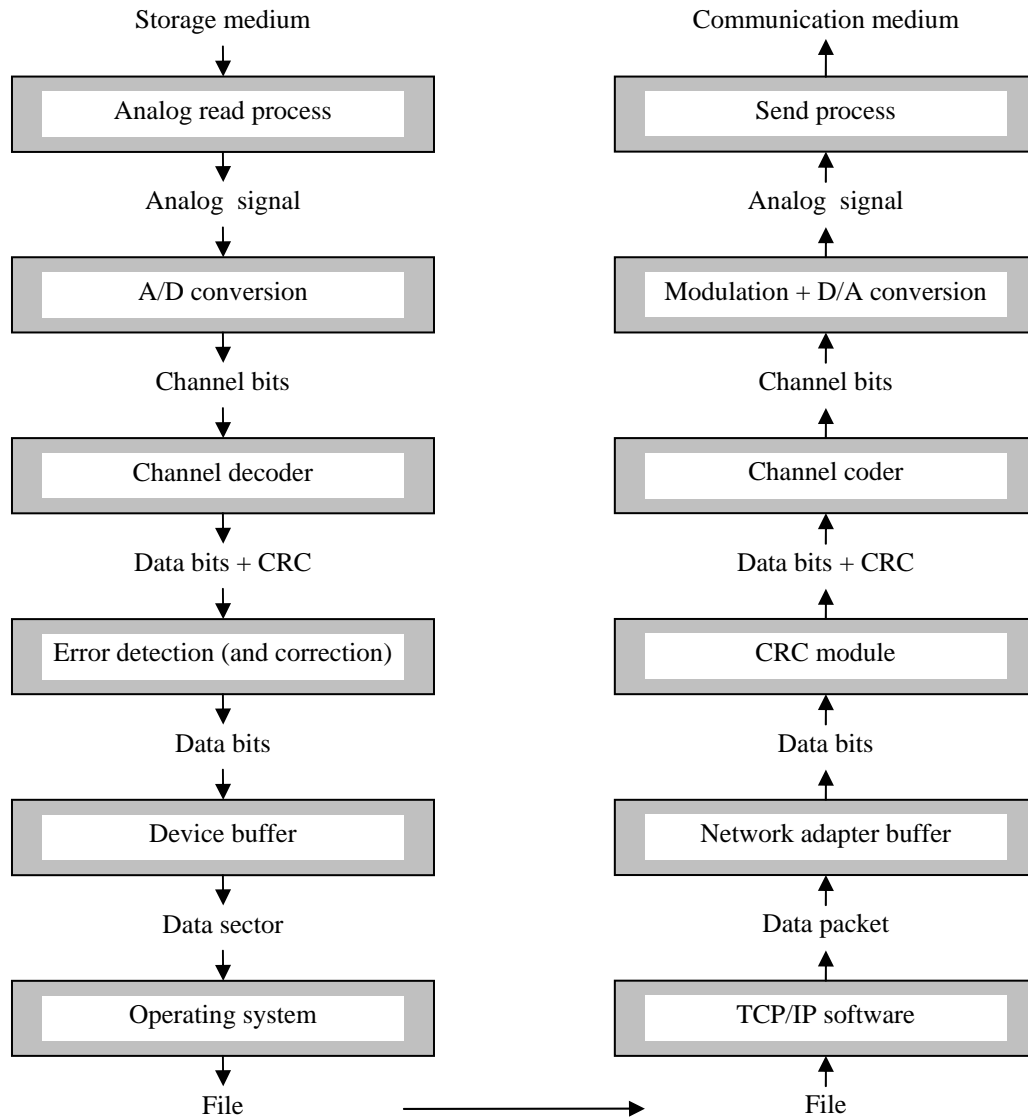 Storage medium
Analog read process
Analog signal
A/D conversion
Channel bits
Channel decoder
Data bits + CRC
Error detection (and correction)
Data bits
Device buffer
Data sector
Operating system
File
Communication medium
Send process
Analog signal
Modulation + D/A conversion
Channel bits
Channel coder
Data bits + CRC
CRC module
Data bits
Network adapter buffer
Data packet
TCP/IP software
File